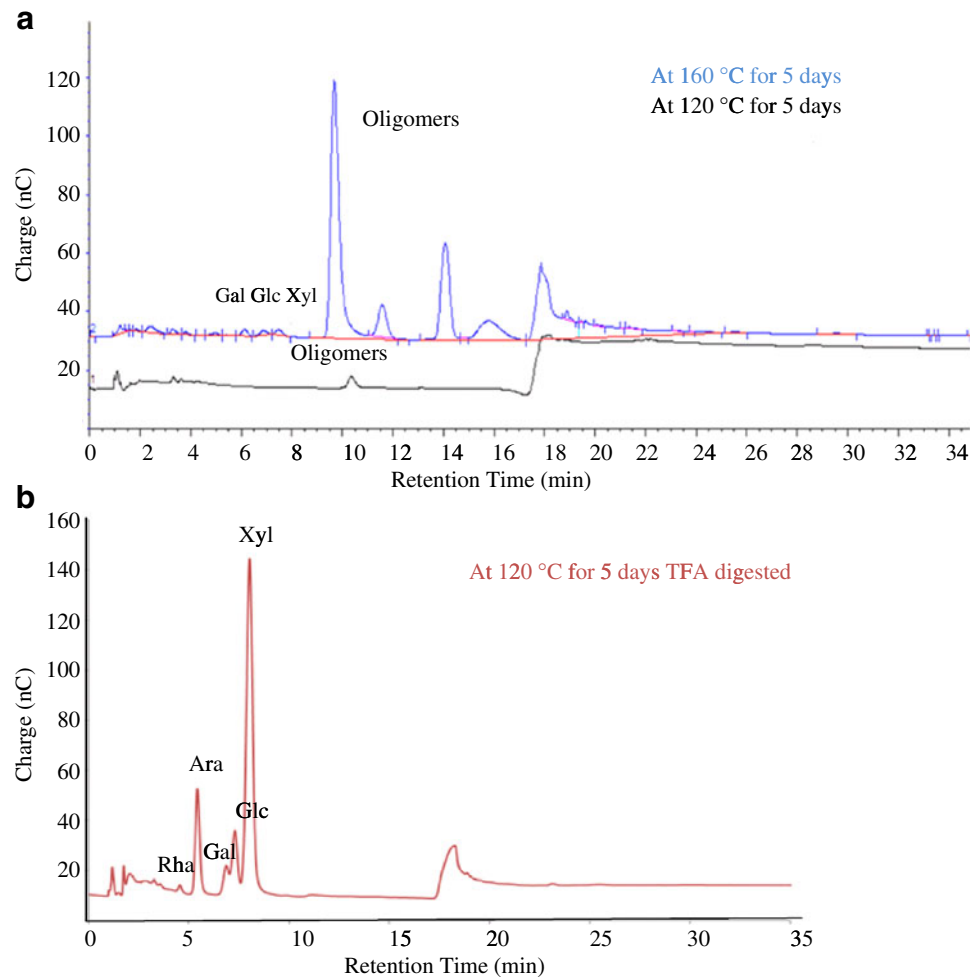 a
At 160 °C for 5 days
At 120 °C for 5 days
Oligomers
Gal Glc Xyl
Oligomers
Charge (nC)
120
100
80
60
40
20
0 2 4 6 8 10 12 14 16 18 20 22 24 26 28 30 32 34
Retention Time (min)
b
At 120 °C for 5 days TFA digested
Xyl
Ara
Glc
Gal
Rha
Charge (nC)
160
140
120
100
80
60
40
20
0 5 10 15 20 25 30 35
Retention Time (min)